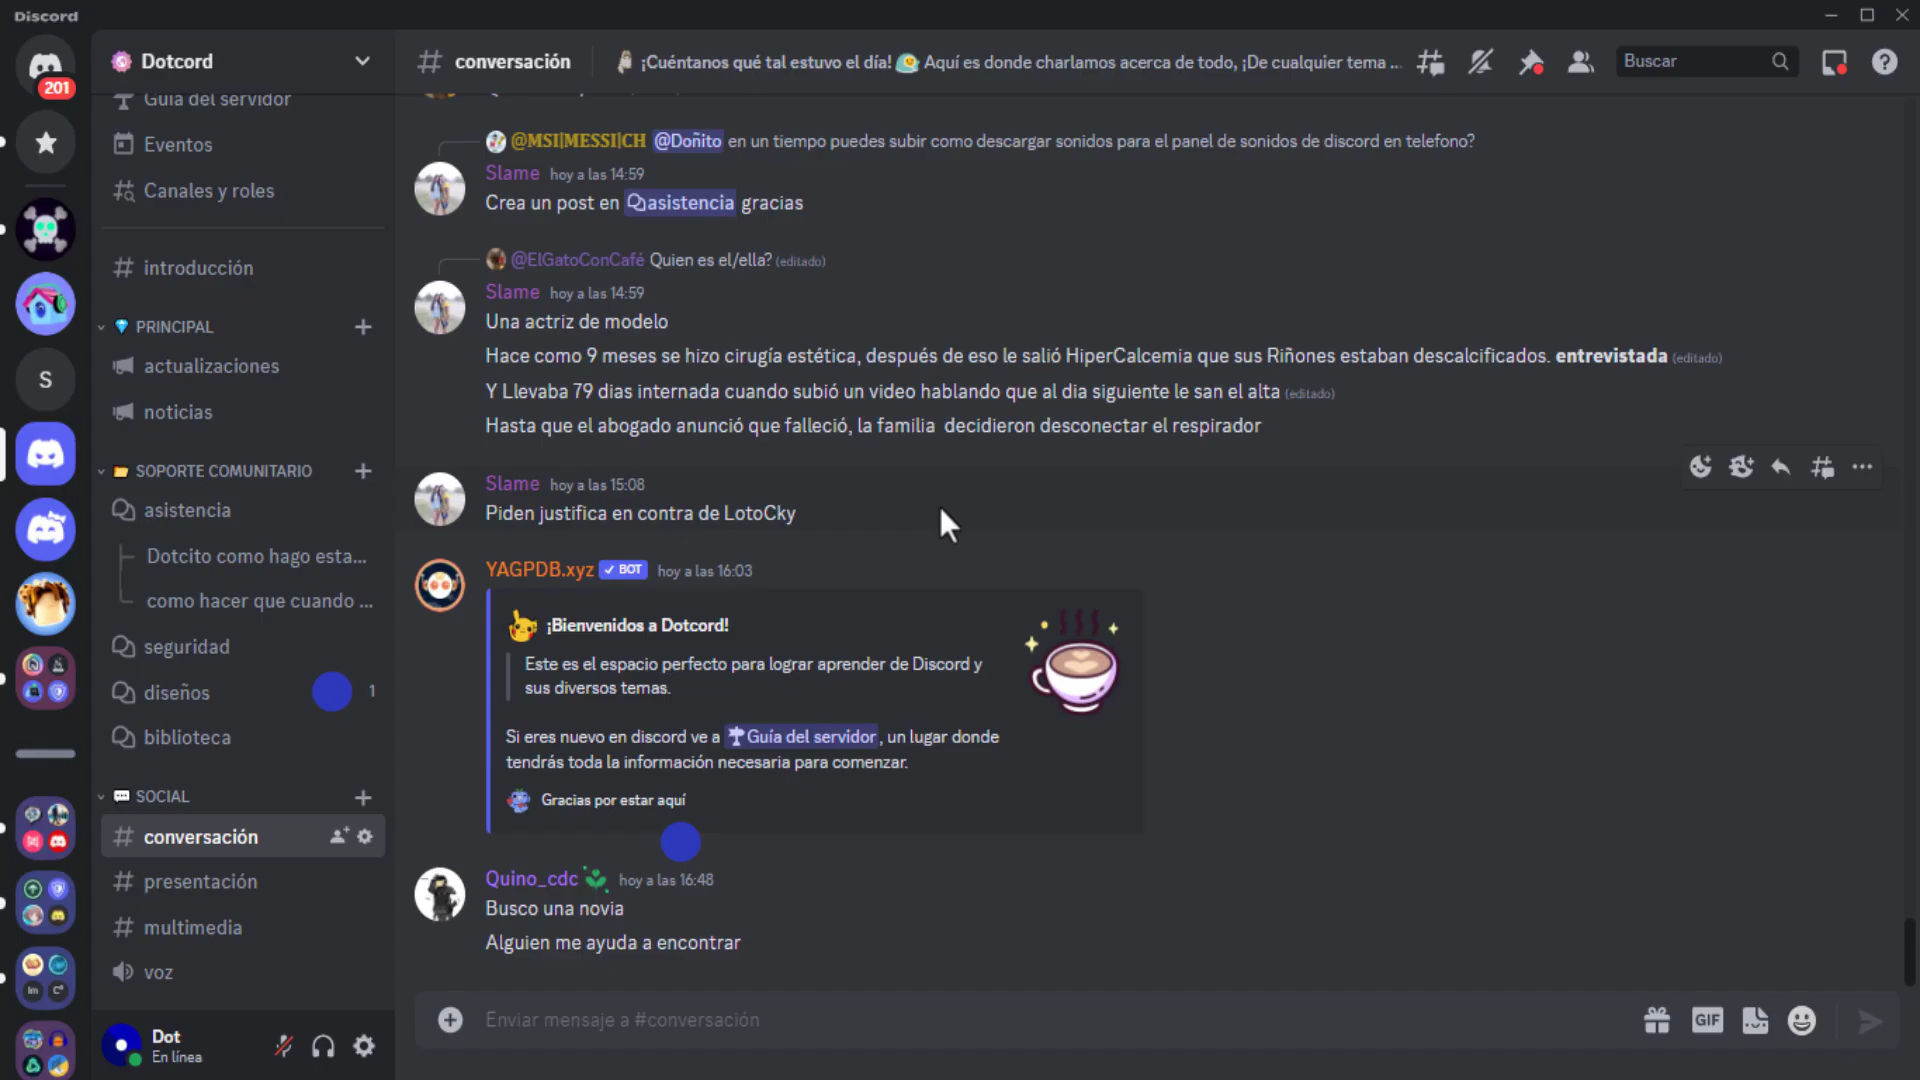 Discord
201
Dotcord
Guía del servidor
Eventos
Canales y roles
introducción
PRINCIPAL
actualizaciones
noticias
SOPORTE COMUNITARIO
asistencia
Dotcito como hago esta...
como hacer que cuando ...
seguridad
diseños 1
biblioteca
SOCIAL
conversación
presentación
multimedia
voz
S
Dot
En línea
conversación
¡Cuéntanos qué tal estuvo el día! Aquí es donde charlamos acerca de todo, ¡De cualquier tema ...
Buscar
@MSI|MESSI|CH @Doñito en un tiempo puedes subir como descargar sonidos para el panel de sonidos de discord en telefono?
Slame hoy a las 14:59
Crea un post en asistencia gracias
@ElGatoConCafé Quien es el/ella? (editado)
Slame hoy a las 14:59
Una actriz de modelo
Hace como 9 meses se hizo cirugía estética, después de eso le salió HiperCalcemia que sus Riñones estaban descalcificados. entrevistada (editado)
Y Llevaba 79 dias internada cuando subió un video hablando que al dia siguiente le san el alta (editado)
Hasta que el abogado anunció que falleció, la familia decidieron desconectar el respirador
Slame hoy a las 15:08
Piden justifica en contra de LotoCky
YAGPDB.xyz BOT hoy a las 16:03
¡Bienvenidos a Dotcord!
Este es el espacio perfecto para lograr aprender de Discord y
sus diversos temas.
Si eres nuevo en discord ve a Guía del servidor, un lugar donde
tendrás toda la información necesaria para comenzar.
Gracias por estar aquí
Quino_cdc hoy a las 16:48
Busco una novia
Alguien me ayuda a encontrar
Enviar mensaje a #conversación
GIF